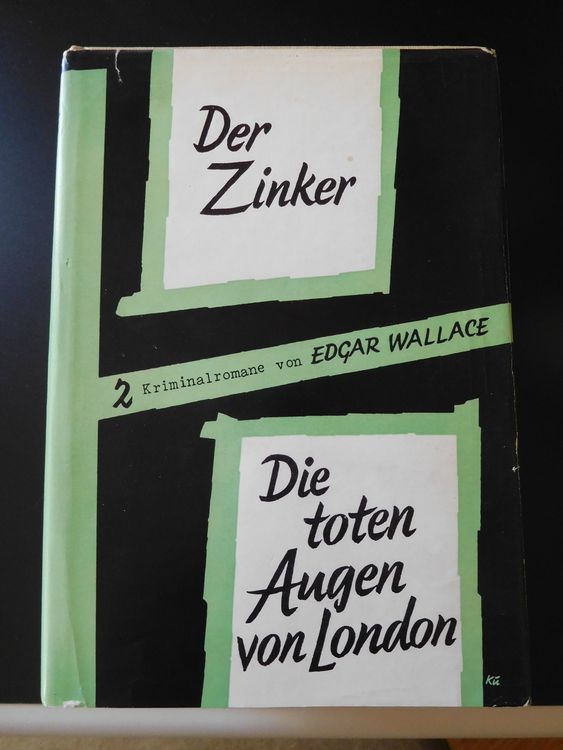 Der
Zinker
2 Kriminalromane von EDGAR WALLACE
Die
toten
Augen
von London
Kü